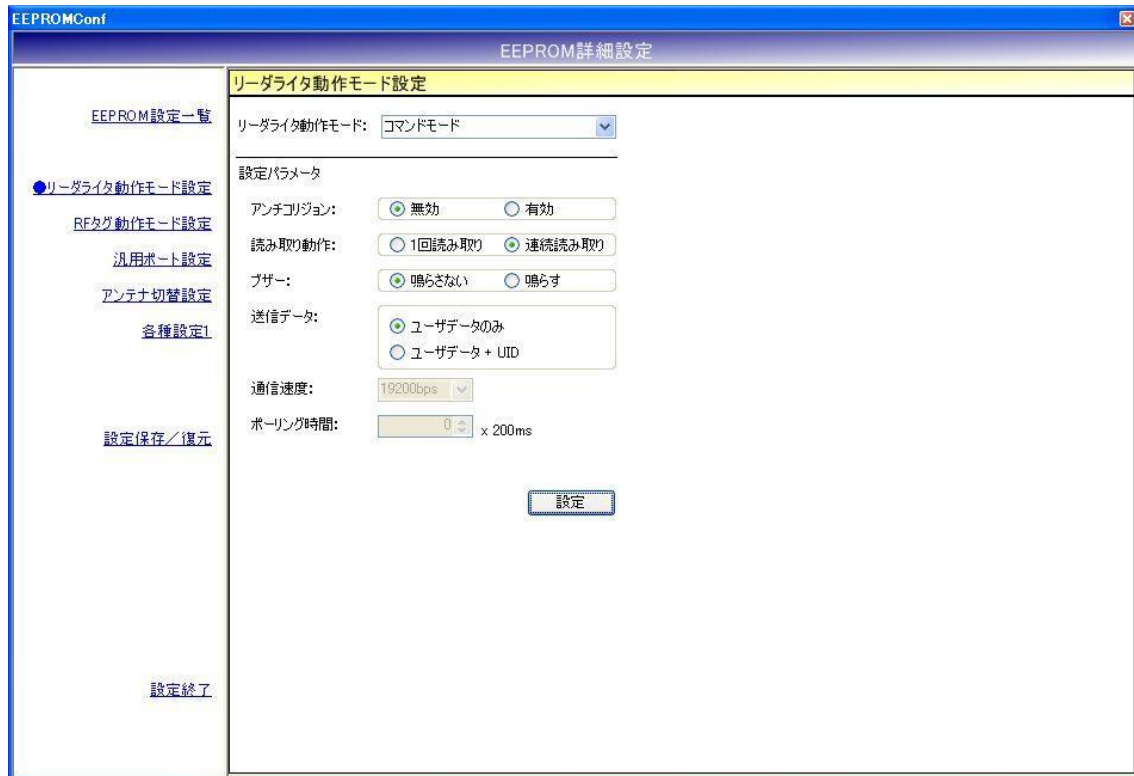 EEPROMConf
EEPROM詳細設定
EEPROM設定一覧
●リーダライタ動作モード設定
RFタグ動作モード設定
汎用ポート設定
アンテナ切替設定
各種設定1
設定保存／復元
設定終了
リーダライタ動作モード設定
リーダライタ動作モード: コマンドモード
設定パラメータ
アンチコリジョン: 無効 有効
読み取り動作: 1回読み取り 連続読み取り
ブザー: 鳴らさない 鳴らす
送信データ: ユーザデータのみ
ユーザデータ + UID
通信速度: 19200bps
ポーリング時間: 0 x 200ms
設定